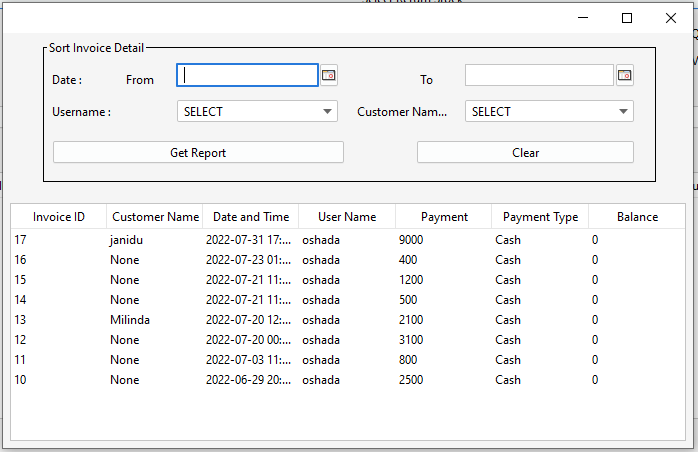 Sort Invoice Detail
Date : From To
Username : SELECT Customer Nam... SELECT
Get Report Clear
Invoice ID Customer Name Date and Time User Name Payment Payment Type Balance
17 janidu 2022-07-31 17:... oshada 9000 Cash 0
16 None 2022-07-23 01:... oshada 400 Cash 0
15 None 2022-07-21 11:... oshada 1200 Cash 0
14 None 2022-07-21 11:... oshada 500 Cash 0
13 Milinda 2022-07-20 12:... oshada 2100 Cash 0
12 None 2022-07-20 00:... oshada 3100 Cash 0
11 None 2022-07-03 11:... oshada 800 Cash 0
10 None 2022-06-29 20:... oshada 2500 Cash 0